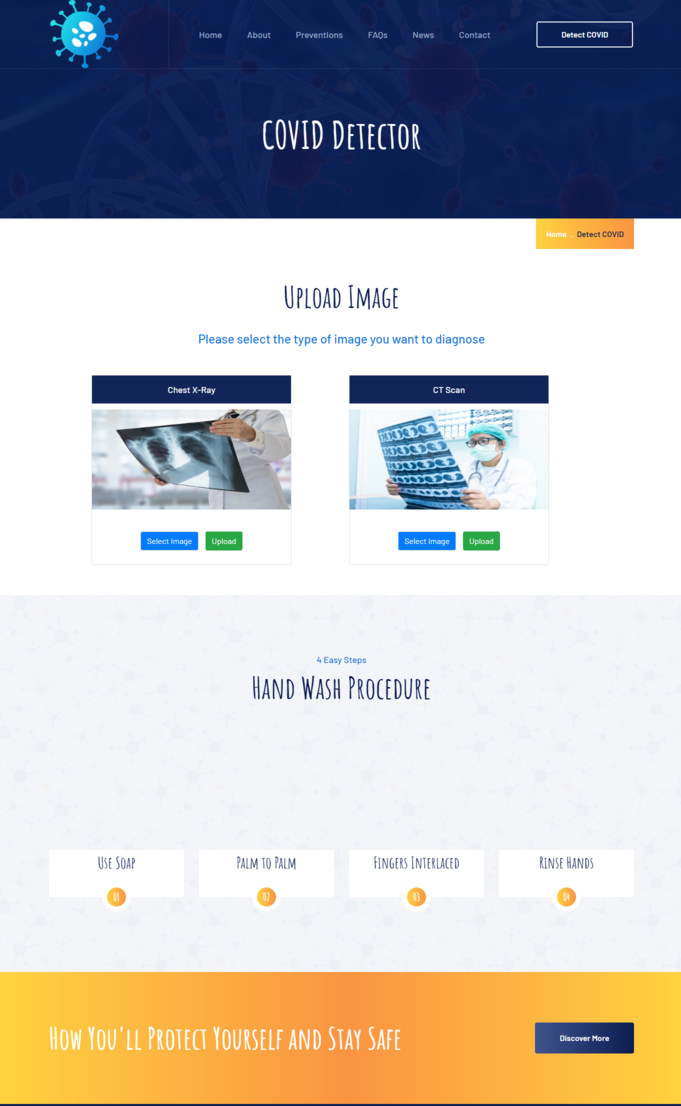 Home About Preventions FAQs News Contact Detect COVID
COVID Detector
Home . Detect COVID
Upload Image
Please select the type of image you want to diagnose
Chest X-Ray CT Scan
Select Image Upload Select Image Upload
4 Easy Steps
Hand Wash Procedure
Use Soap Palm to Palm Fingers Interlaced Rinse Hands
01 02 03 04
How You'll Protect Yourself and Stay Safe Discover More